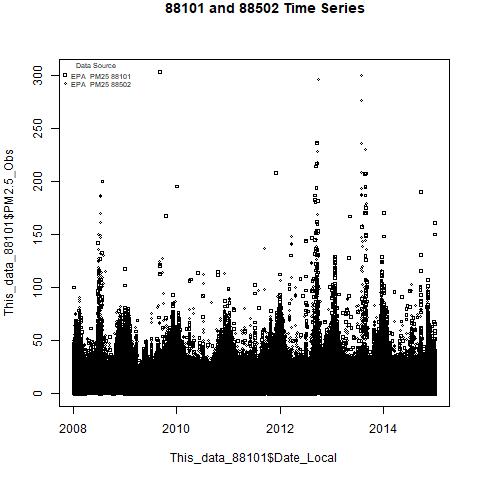 88101 and 88502 Time Series
Data Source
EPA PM25 88101
EPA PM25 88502
This_data_88101$PM2.5_Obs
300
250
200
150
100
50
0
2008 2010 2012 2014
This_data_88101$Date_Local